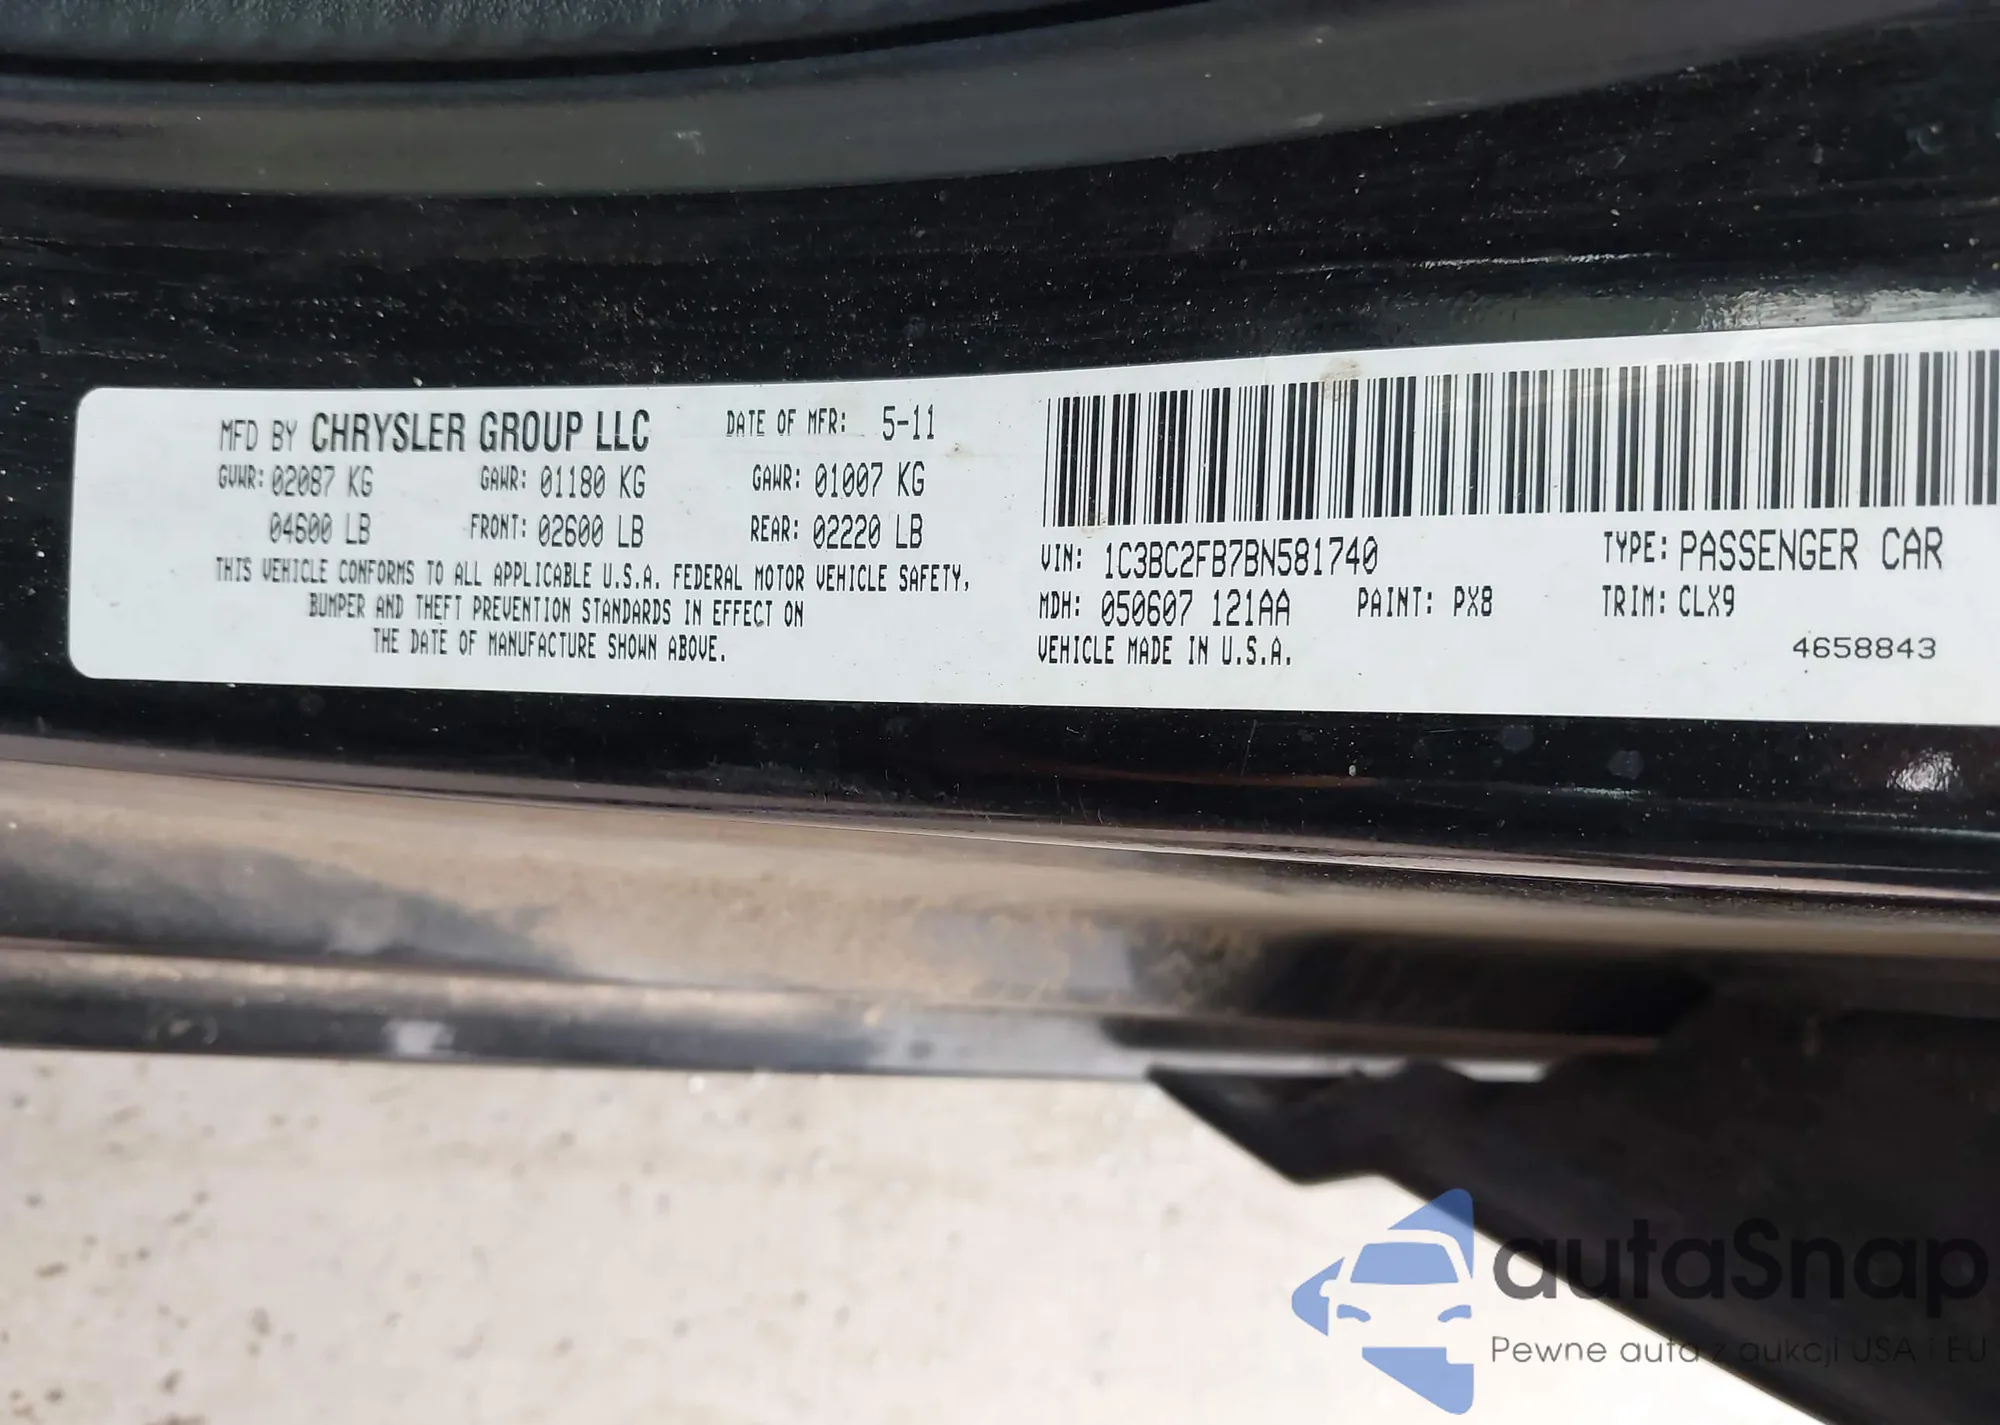 MFD BY CHRYSLER GROUP LLC DATE OF MFR: 5-11
GVWR: 02087 KG GAWR: 01180 KG GAWR: 01007 KG
04600 LB FRONT: 02600 LB REAR: 02220 LB
THIS VEHICLE CONFORMS TO ALL APPLICABLE U.S.A. FEDERAL MOTOR VEHICLE SAFETY,
BUMPER AND THEFT PREVENTION STANDARDS IN EFFECT ON
THE DATE OF MANUFACTURE SHOWN ABOVE.
VIN: 1C3BC2FB7BN581740 TYPE: PASSENGER CAR
MDH: 050607 121AA PAINT: PX8 TRIM: CLX9
VEHICLE MADE IN U.S.A. 4658843
autaSnap
Pewne auta z aukcji USA i EU